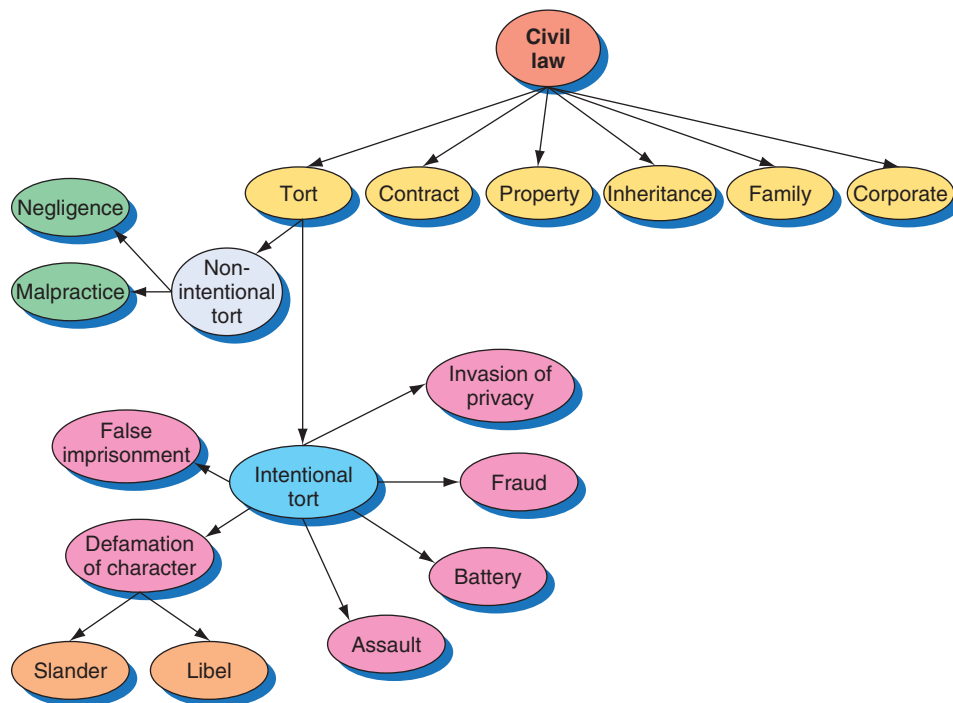 Civil
law
Tort
Contract
Property
Inheritance
Family
Corporate
Negligence
Malpractice
Non-
intentional
tort
Invasion of
privacy
False
imprisonment
Intentional
tort
Fraud
Defamation
of character
Battery
Assault
Slander
Libel